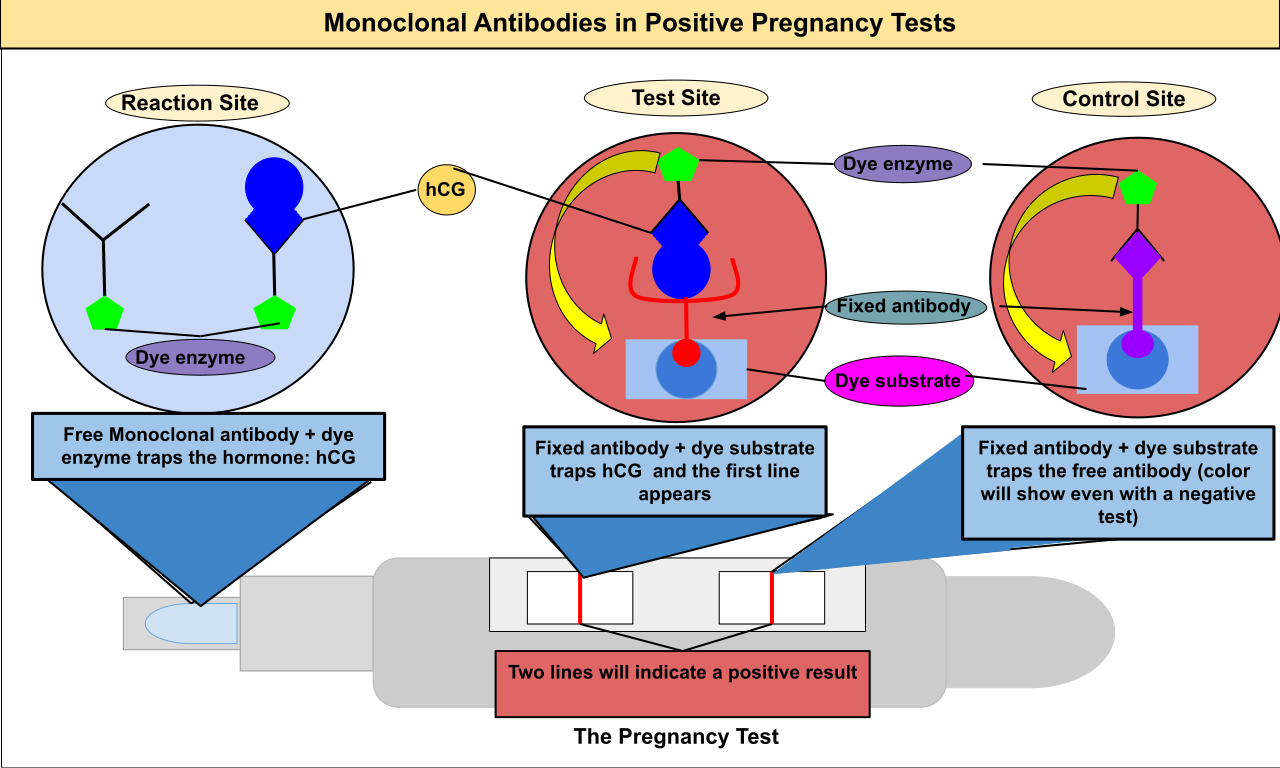 Monoclonal Antibodies in Positive Pregnancy Tests
Reaction Site
Test Site
Control Site
hCG
Dye enzyme
Dye enzyme
Fixed antibody
Dye substrate
Free Monoclonal antibody + dye
enzyme traps the hormone: hCG
Fixed antibody + dye substrate
traps hCG and the first line
appears
Fixed antibody + dye substrate
traps the free antibody (color
will show even with a negative
test)
Two lines will indicate a positive result
The Pregnancy Test